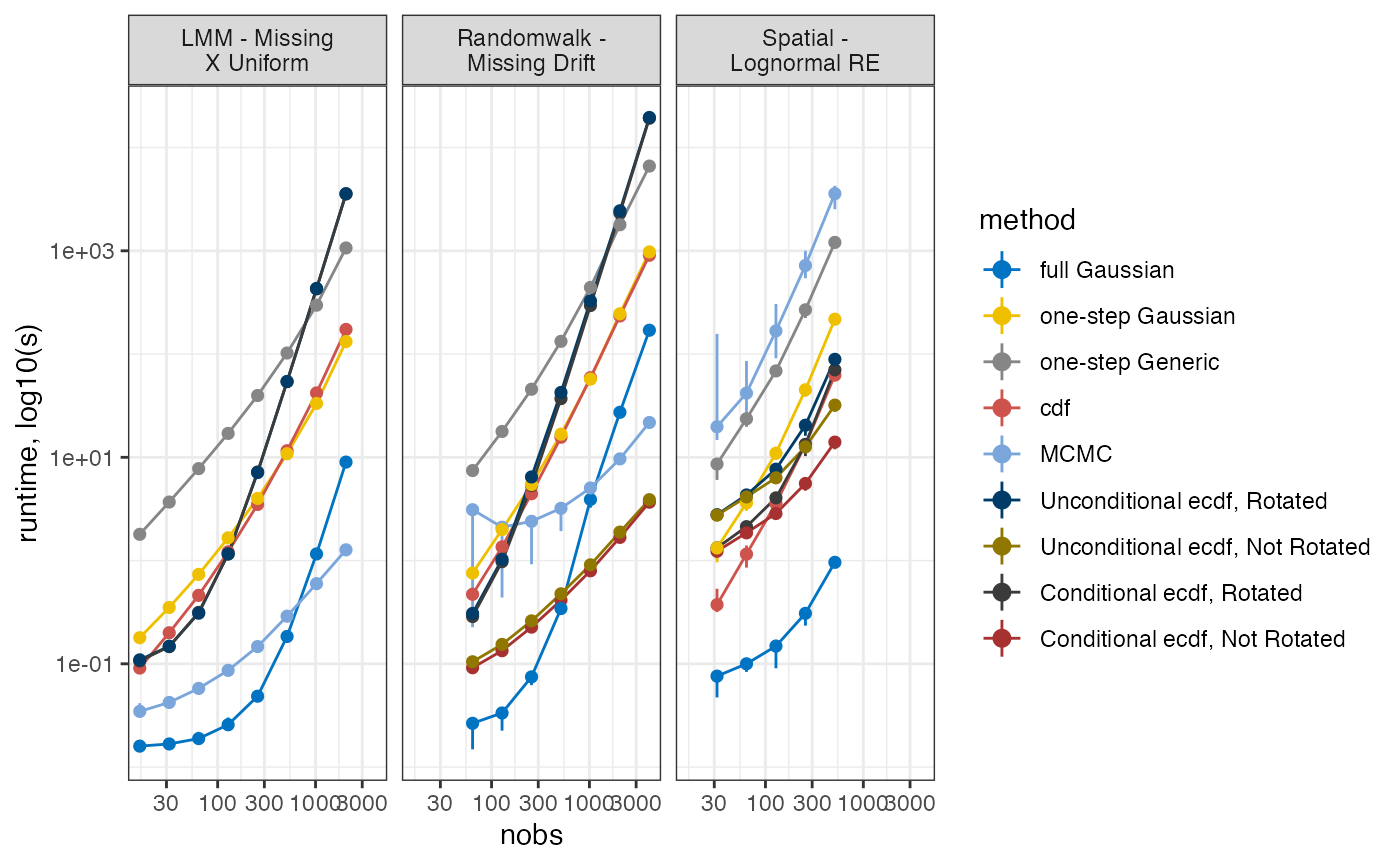 LMM - Missing
X Uniform
Randomwalk -
Missing Drift
Spatial -
Lognormal RE
runtime, log10(s)
1e+03
1e+01
1e-01
30 100 300 1000 3000
30 100 300 1000 3000
30 100 300 1000 3000
nobs
method
full Gaussian
one-step Gaussian
one-step Generic
cdf
MCMC
Unconditional ecdf, Rotated
Unconditional ecdf, Not Rotated
Conditional ecdf, Rotated
Conditional ecdf, Not Rotated